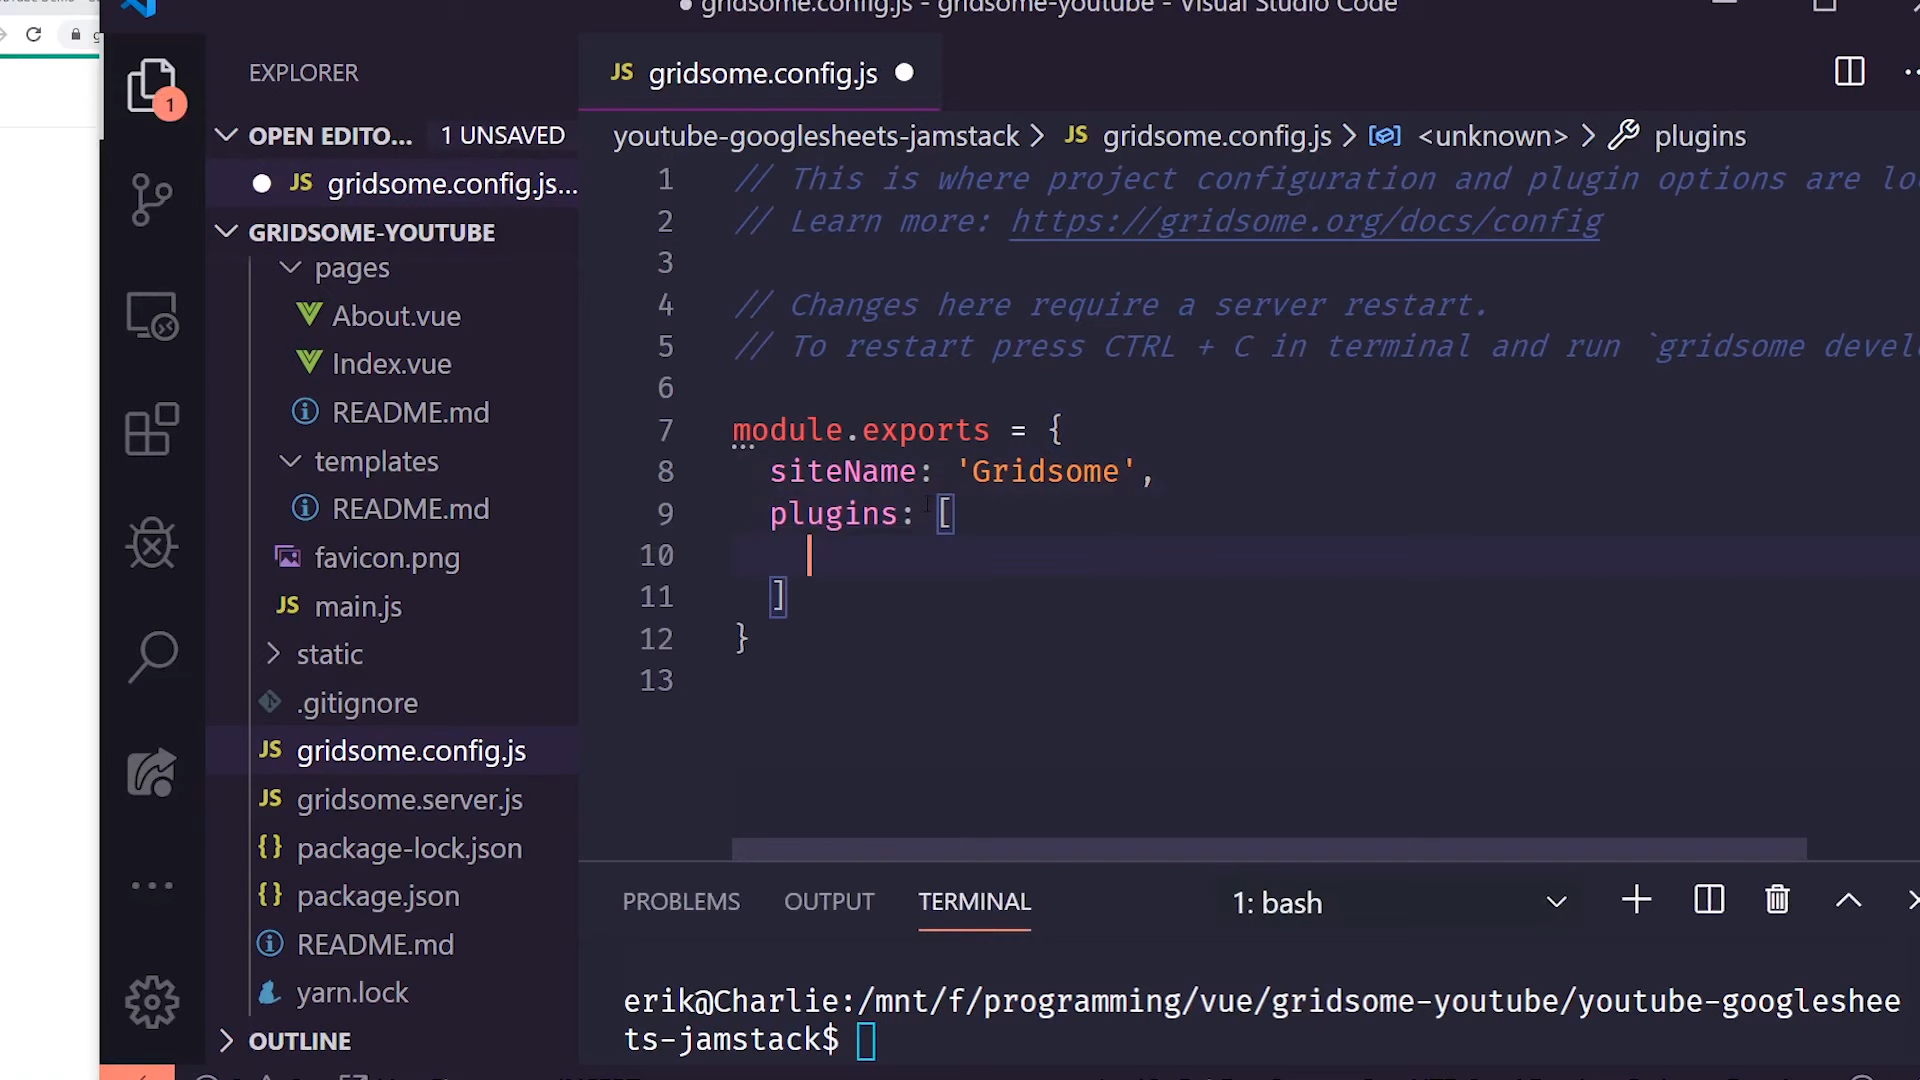 gridsome.config.js - gridsome-youtube - Visual Studio Code
EXPLORER
OPEN EDITO... 1 UNSAVED
JS gridsome.config.js...
GRIDSOME-YOUTUBE
pages
About.vue
Index.vue
README.md
templates
README.md
favicon.png
JS main.js
static
.gitignore
JS gridsome.config.js
JS gridsome.server.js
{} package-lock.json
{} package.json
README.md
yarn.lock
OUTLINE
1
JS gridsome.config.js
youtube-googlesheets-jamstack > JS gridsome.config.js > <unknown> > plugins
1 // This is where project configuration and plugin options are lo
2 // Learn more: https://gridsome.org/docs/config
3
4 // Changes here require a server restart.
5 // To restart press CTRL + C in terminal and run `gridsome devel
6
7 module.exports = {
8 siteName: 'Gridsome',
9 plugins: [
10
11 ]
12 }
13
PROBLEMS OUTPUT TERMINAL 1: bash
erik@Charlie:/mnt/f/programming/vue/gridsome-youtube/youtube-googleshee
ts-jamstack$